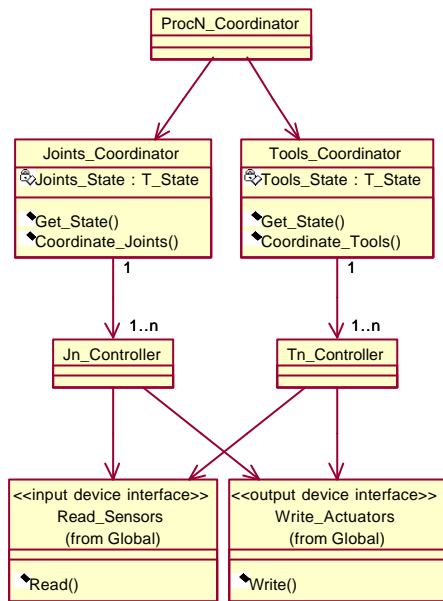 ProcN_Coordinator
Joints_Coordinator
Joints_State : T_State
Get_State()
Coordinate_Joints()
Tools_Coordinator
Tools_State : T_State
Get_State()
Coordinate_Tools()
1
1
1..n
1..n
Jn_Controller
Tn_Controller
<<input device interface>>
Read_Sensors
(from Global)
Read()
<<output device interface>>
Write_Actuators
(from Global)
Write()